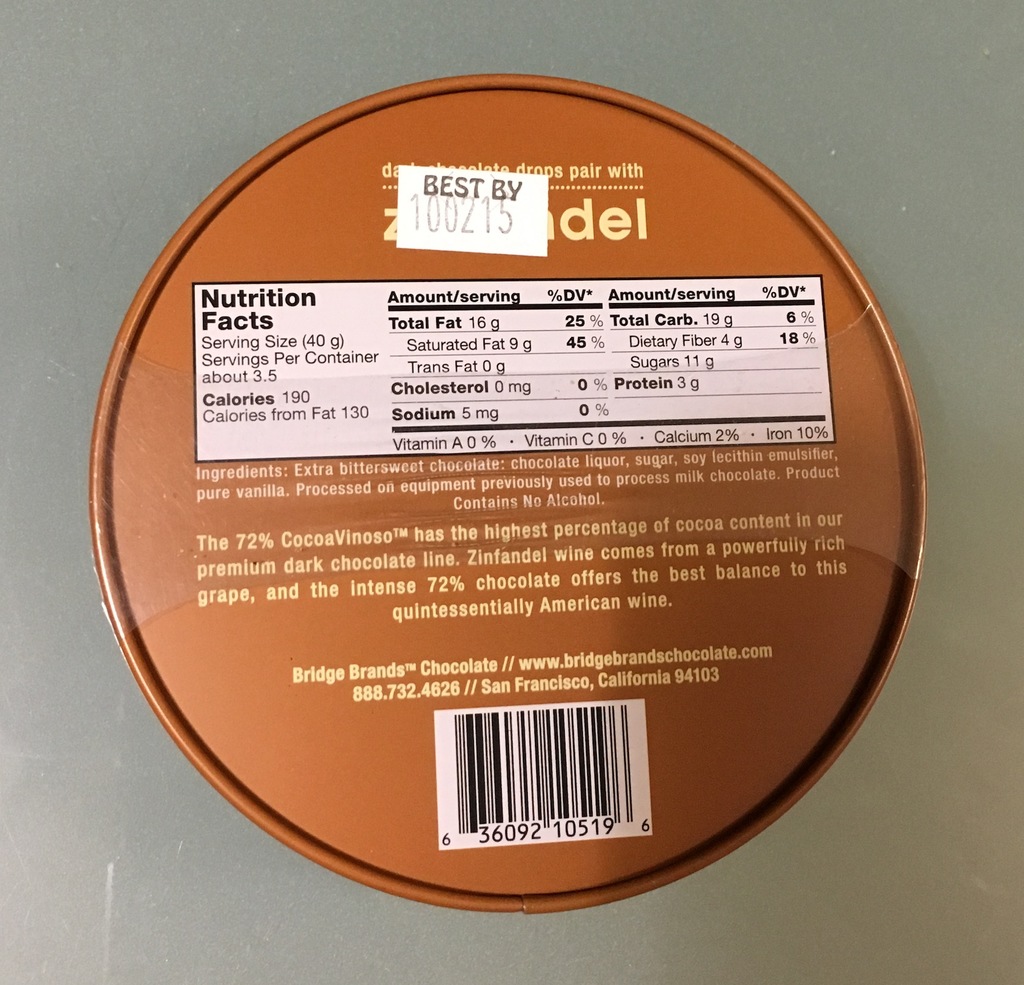 drops pair with
BEST BY
100215
Nutrition
Facts
Serving Size (40 g)
Servings Per Container
about 3.5
Calories 190
Calories from Fat 130
Amount/serving %DV*
Total Fat 16 g 25 %
Saturated Fat 9 g 45 %
Trans Fat 0 g
Cholesterol 0 mg 0 %
Sodium 5 mg 0 %
Amount/serving %DV*
Total Carb. 19 g 6 %
Dietary Fiber 4 g 18 %
Sugars 11 g
Protein 3 g
Vitamin A 0 % · Vitamin C 0 % · Calcium 2% · Iron 10%
Ingredients: Extra bittersweet chocolate: chocolate liquor, sugar, soy lecithin emulsifier,
pure vanilla. Processed on equipment previously used to process milk chocolate. Product
Contains No Alcohol.
The 72% CocoaVinoso™ has the highest percentage of cocoa content in our
premium dark chocolate line. Zinfandel wine comes from a powerfully rich
grape, and the intense 72% chocolate offers the best balance to this
quintessentially American wine.
Bridge Brands™ Chocolate // www.bridgebrandschocolate.com
888.732.4626 // San Francisco, California 94103
6 36092 10519 6